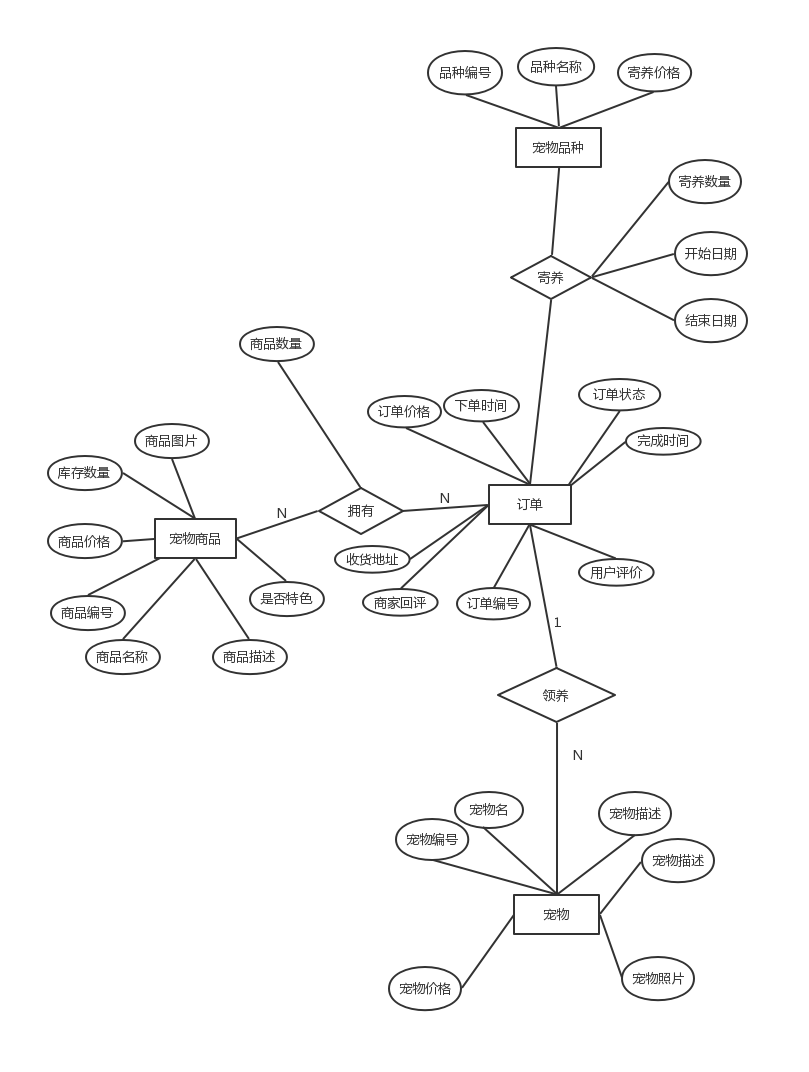 品种编号
品种名称
寄养价格
宠物品种
寄养数量
开始日期
寄养
结束日期
商品数量
订单价格
下单时间
订单状态
商品图片
完成时间
库存数量
N
N
拥有
订单
商品价格
宠物商品
收货地址
用户评价
商品编号
是否特色
商家回评
订单编号
1
商品名称
商品描述
领养
N
宠物名
宠物描述
宠物编号
宠物描述
宠物
宠物价格
宠物照片